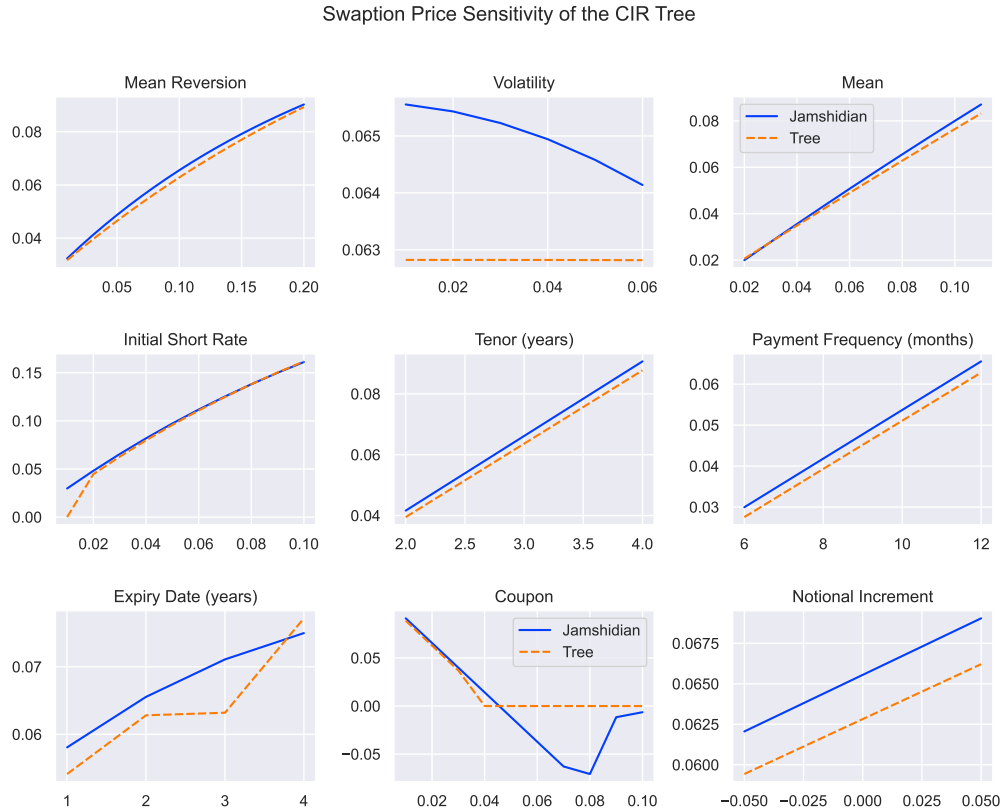 Swaption Price Sensitivity of the CIR Tree
Mean Reversion
0.08
0.06
0.04
0.05 0.10 0.15 0.20
Volatility
0.065
0.064
0.063
0.02 0.04 0.06
Mean
Jamshidian
Tree
0.08
0.06
0.04
0.02
0.02 0.04 0.06 0.08 0.10
Initial Short Rate
0.15
0.10
0.05
0.00
0.02 0.04 0.06 0.08 0.10
Tenor (years)
0.08
0.06
0.04
2.0 2.5 3.0 3.5 4.0
Payment Frequency (months)
0.06
0.05
0.04
0.03
6 8 10 12
Expiry Date (years)
0.07
0.06
1 2 3 4
Coupon
Jamshidian
Tree
0.05
0.00
−0.05
0.02 0.04 0.06 0.08 0.10
Notional Increment
0.0675
0.0650
0.0625
0.0600
−0.050 −0.025 0.000 0.025 0.050